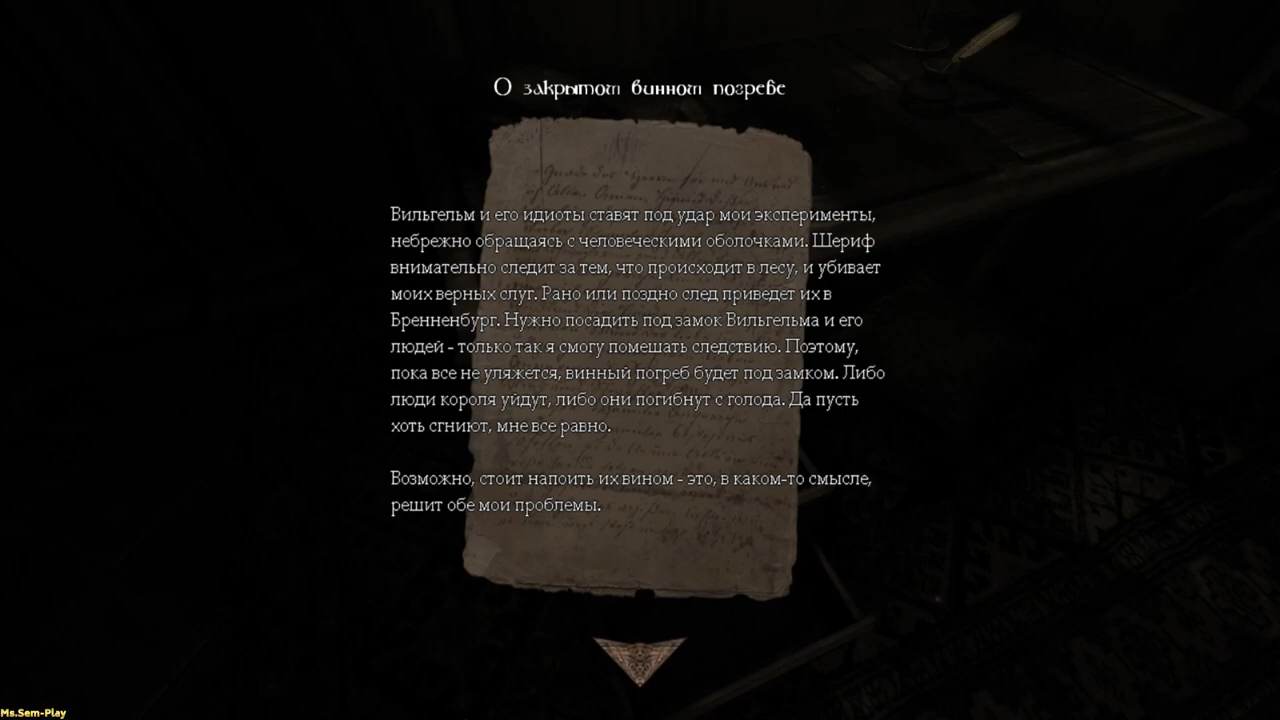 О закрытом винном погребе
Вильгельм и его идиоты ставят под удар мои эксперименты,
небрежно обращаясь с человеческими оболочками. Шериф
внимательно следит за тем, что происходит в лесу, и убивает
моих верных слуг. Рано или поздно след приведет их в
Бренненбург. Нужно посадить под замок Вильгельма и его
людей - только так я смогу помешать следствию. Поэтому,
пока все не уляжется, винный погреб будет под замком. Либо
люди короля уйдут, либо они погибнут с голода. Да пусть
хоть сгниют, мне все равно.
Возможно, стоит напоить их вином - это, в каком-то смысле,
решит обе мои проблемы.
Ms.Sem-Play